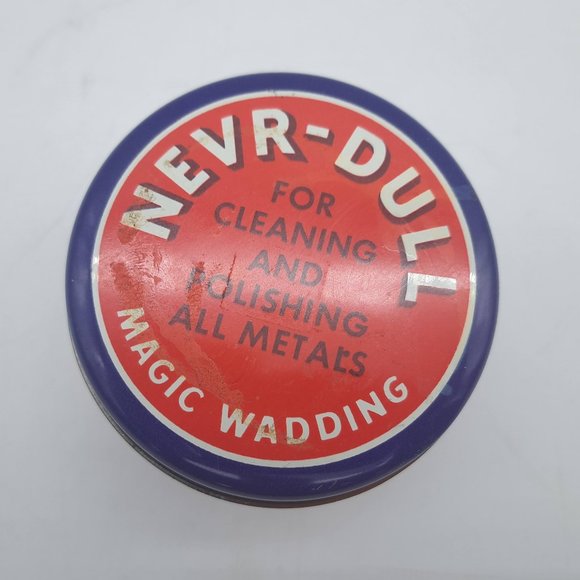 NEVR-DULL
FOR
CLEANING
AND
POLISHING
ALL METALS
MAGIC WADDING